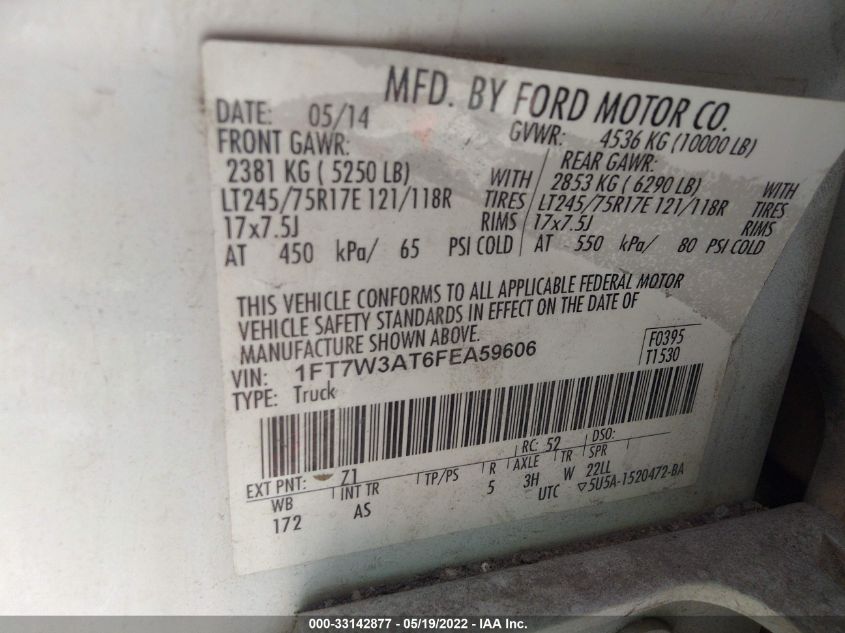 MFD. BY FORD MOTOR CO.
DATE: 05/14 GVWR: 4536 KG (10000 LB)
FRONT GAWR: REAR GAWR:
2381 KG ( 5250 LB) WITH 2853 KG ( 6290 LB) WITH
LT245/75R17E 121/118R TIRES LT245/75R17E 121/118R TIRES
17x7.5J RIMS 17x7.5J RIMS
AT 450 kPa/ 65 PSI COLD AT 550 kPa/ 80 PSI COLD
THIS VEHICLE CONFORMS TO ALL APPLICABLE FEDERAL MOTOR
VEHICLE SAFETY STANDARDS IN EFFECT ON THE DATE OF
MANUFACTURE SHOWN ABOVE.
VIN: 1FT7W3AT6FEA59606 F0395
TYPE: Truck T1530
EXT PNT: Z1 RC: 52 DSO:
WB INT TR TP/PS R AXLE TR SPR
172 AS 5 3H W 22LL
UTC ▽5U5A-1520472-BA
000-33142877 - 05/19/2022 - IAA Inc.